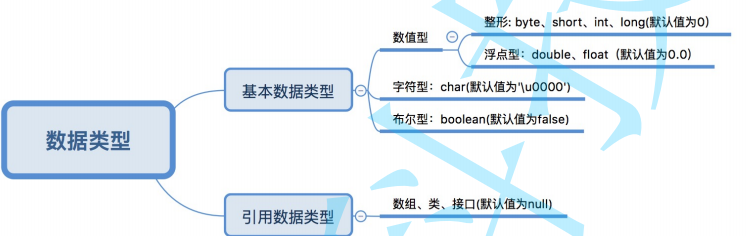 整形: byte、short、int、long(默认值为0）
数值型
浮点型：double、float（默认值为0.0）
基本数据类型
字符型：char(默认值为'\u0000')
布尔型：boolean(默认值为false)
数据类型
引用数据类型
数组、类、接口(默认值为null)